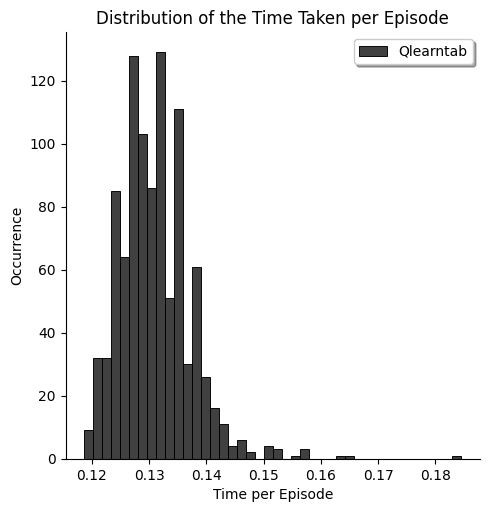 Distribution of the Time Taken per Episode
Qlearntab
Occurrence
120
100
80
60
40
20
0
0.12 0.13 0.14 0.15 0.16 0.17 0.18
Time per Episode